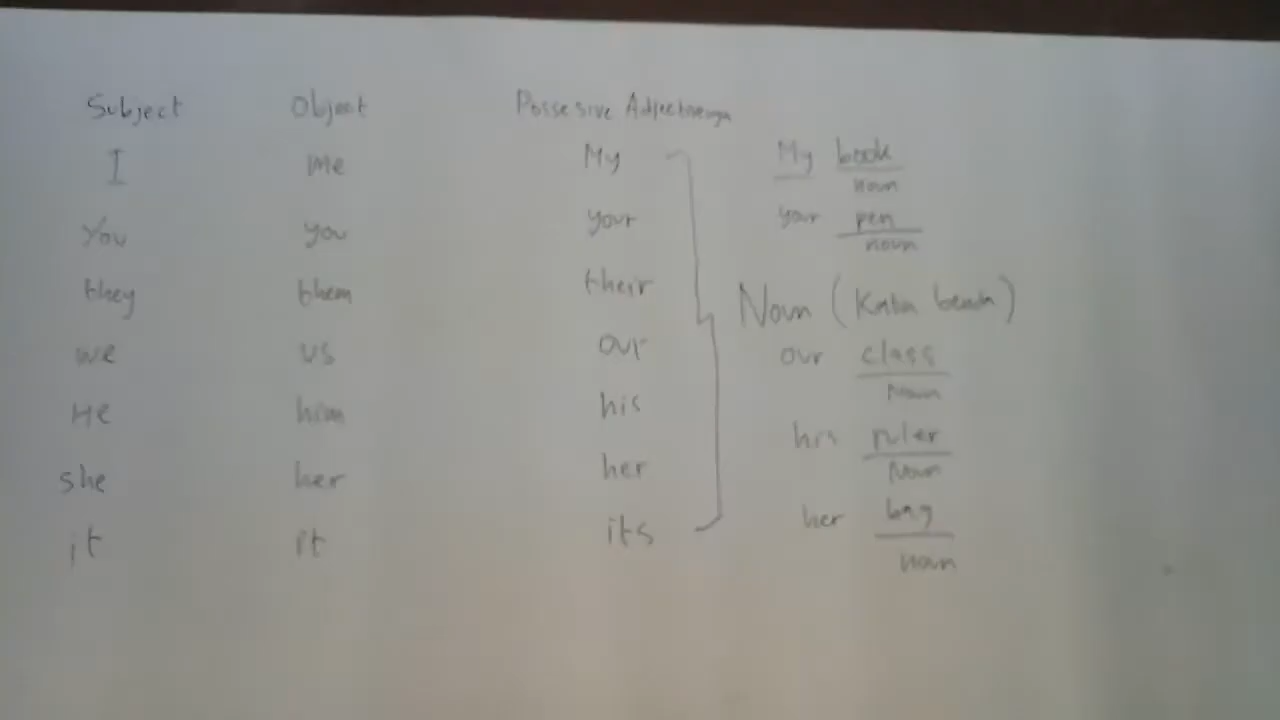 Subject Object Possesive
I me My My book
noun
you you your your pen
noun
they them their
Noun (Kata benda)
we us our our class
Noun
He him his his ruler
Noun
she her her her bag
it it its noun